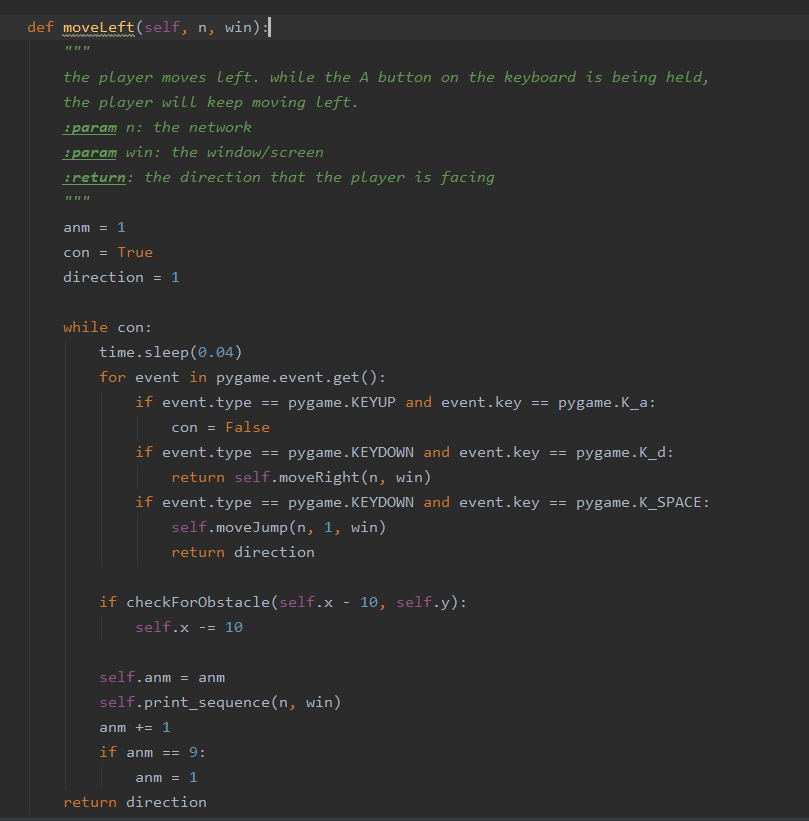 def moveLeft(self, n, win):
    """
    the player moves left. while the A button on the keyboard is being held,
    the player will keep moving left.
    :param n: the network
    :param win: the window/screen
    :return: the direction that the player is facing
    """
    anm = 1
    con = True
    direction = 1

    while con:
        time.sleep(0.04)
        for event in pygame.event.get():
            if event.type == pygame.KEYUP and event.key == pygame.K_a:
                con = False
            if event.type == pygame.KEYDOWN and event.key == pygame.K_d:
                return self.moveRight(n, win)
            if event.type == pygame.KEYDOWN and event.key == pygame.K_SPACE:
                self.moveJump(n, 1, win)
                return direction

        if checkForObstacle(self.x - 10, self.y):
            self.x -= 10

        self.anm = anm
        self.print_sequence(n, win)
        anm += 1
        if anm == 9:
            anm = 1
    return direction